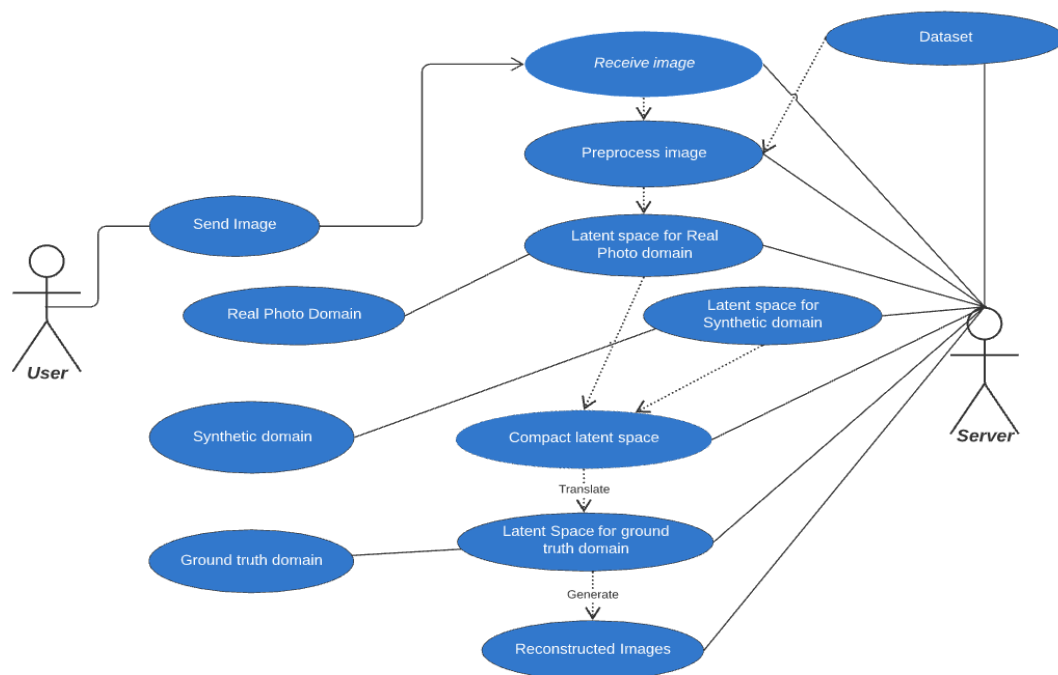 Dataset
Receive image
Preprocess image
Send Image
Latent space for Real
Photo domain
Real Photo Domain
Latent space for
Synthetic domain
User
Synthetic domain
Compact latent space
Server
Translate
Latent Space for ground
truth domain
Ground truth domain
Generate
Reconstructed Images